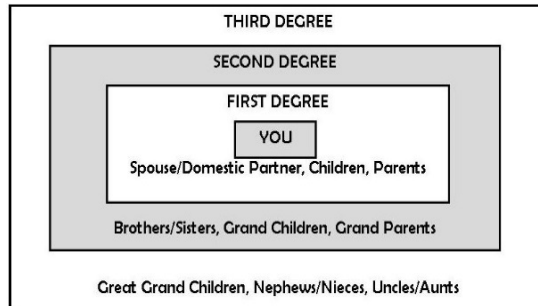 THIRD DEGREE
SECOND DEGREE
FIRST DEGREE
YOU
Spouse/Domestic Partner, Children, Parents
Brothers/Sisters, Grand Children, Grand Parents
Great Grand Children, Nephews/Nieces, Uncles/Aunts